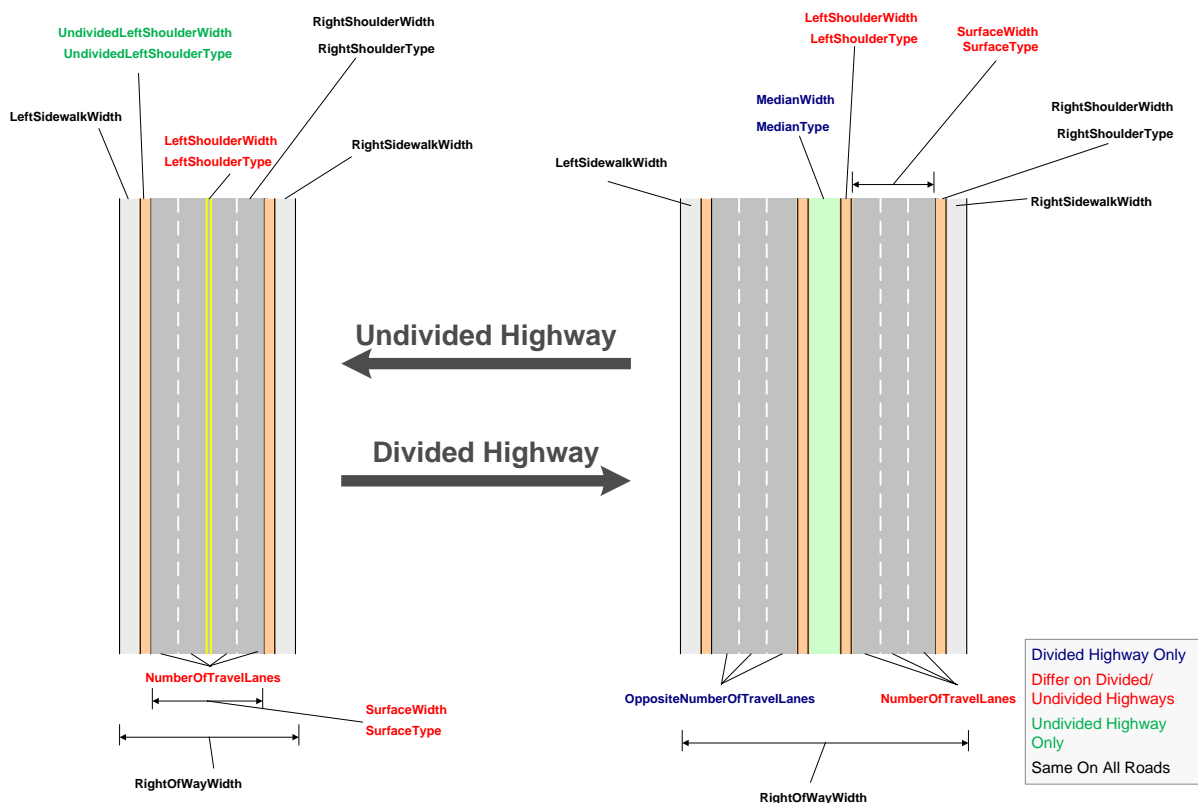 UndividedLeftShoulderWidth
UndividedLeftShoulderType
RightShoulderWidth
RightShoulderType
LeftSidewalkWidth
LeftShoulderWidth
LeftShoulderType
RightSidewalkWidth
NumberOfTravelLanes
SurfaceWidth
SurfaceType
RightOfWayWidth
Undivided Highway
Divided Highway
LeftShoulderWidth
LeftShoulderType
SurfaceWidth
SurfaceType
MedianWidth
MedianType
RightShoulderWidth
RightShoulderType
LeftSidewalkWidth
RightSidewalkWidth
OppositeNumberOfTravelLanes
NumberOfTravelLanes
RightOfWayWidth
Divided Highway Only
Differ on Divided/
Undivided Highways
Undivided Highway
Only
Same On All Roads